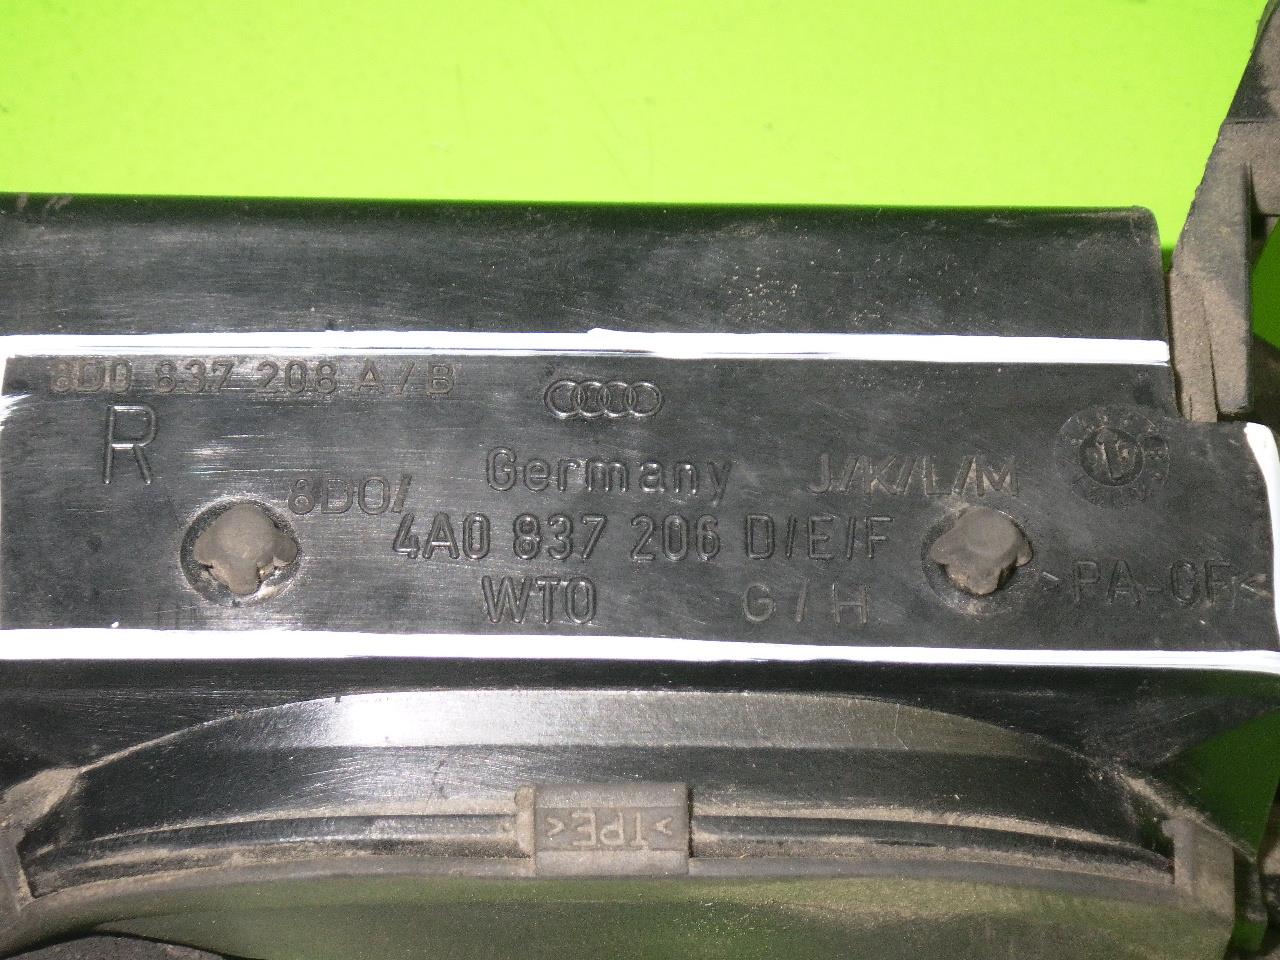 8D0 837 208 A/B
R
Germany J/K/L/M
8D0/
4A0 837 206 D/E/F
WTO G/H
>PA-GF<
>TPE<